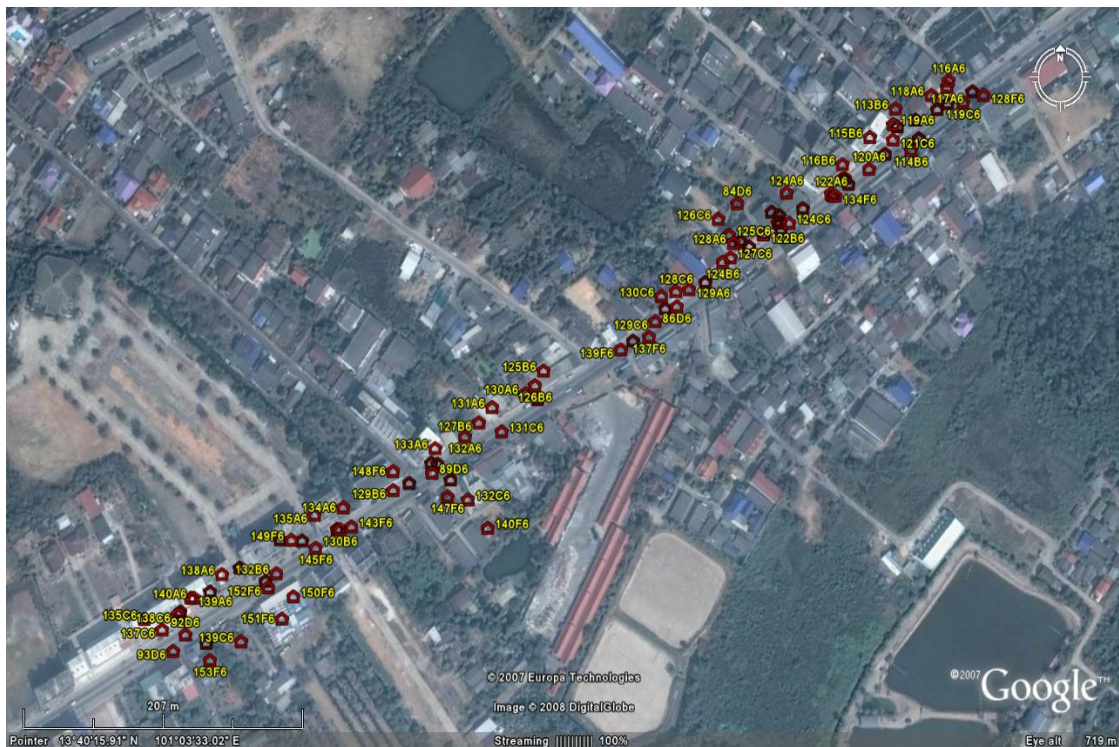 116A6
118A6
117A6
128F6
113B6
119C6
119A6
115B6
121C6
120A6
114B6
116B6
124A6
122A6
134F6
84D6
126C6
124C6
125C6
128A6
122B6
127C6
124B6
128C6
130C6
129A6
86D6
129C6
139F6
137F6
125B6
130A6
126B6
131A6
127B6
131C6
132A6
133A6
148F6
89D6
129B6
147F6
132C6
134A6
135A6
143F6
140F6
149F6
130B6
145F6
138A6
132B6
152F6
140A6
139A6
150F6
135C6
138C6
92D6
151F6
137C6
139C6
93D6
153F6
N
© 2007 Europa Technologies
Image © 2008 DigitalGlobe
©2007 Google™
207 m
Pointer 13°40'15.91" N 101°03'33.02" E
Streaming |||||||||| 100%
Eye alt 719 m